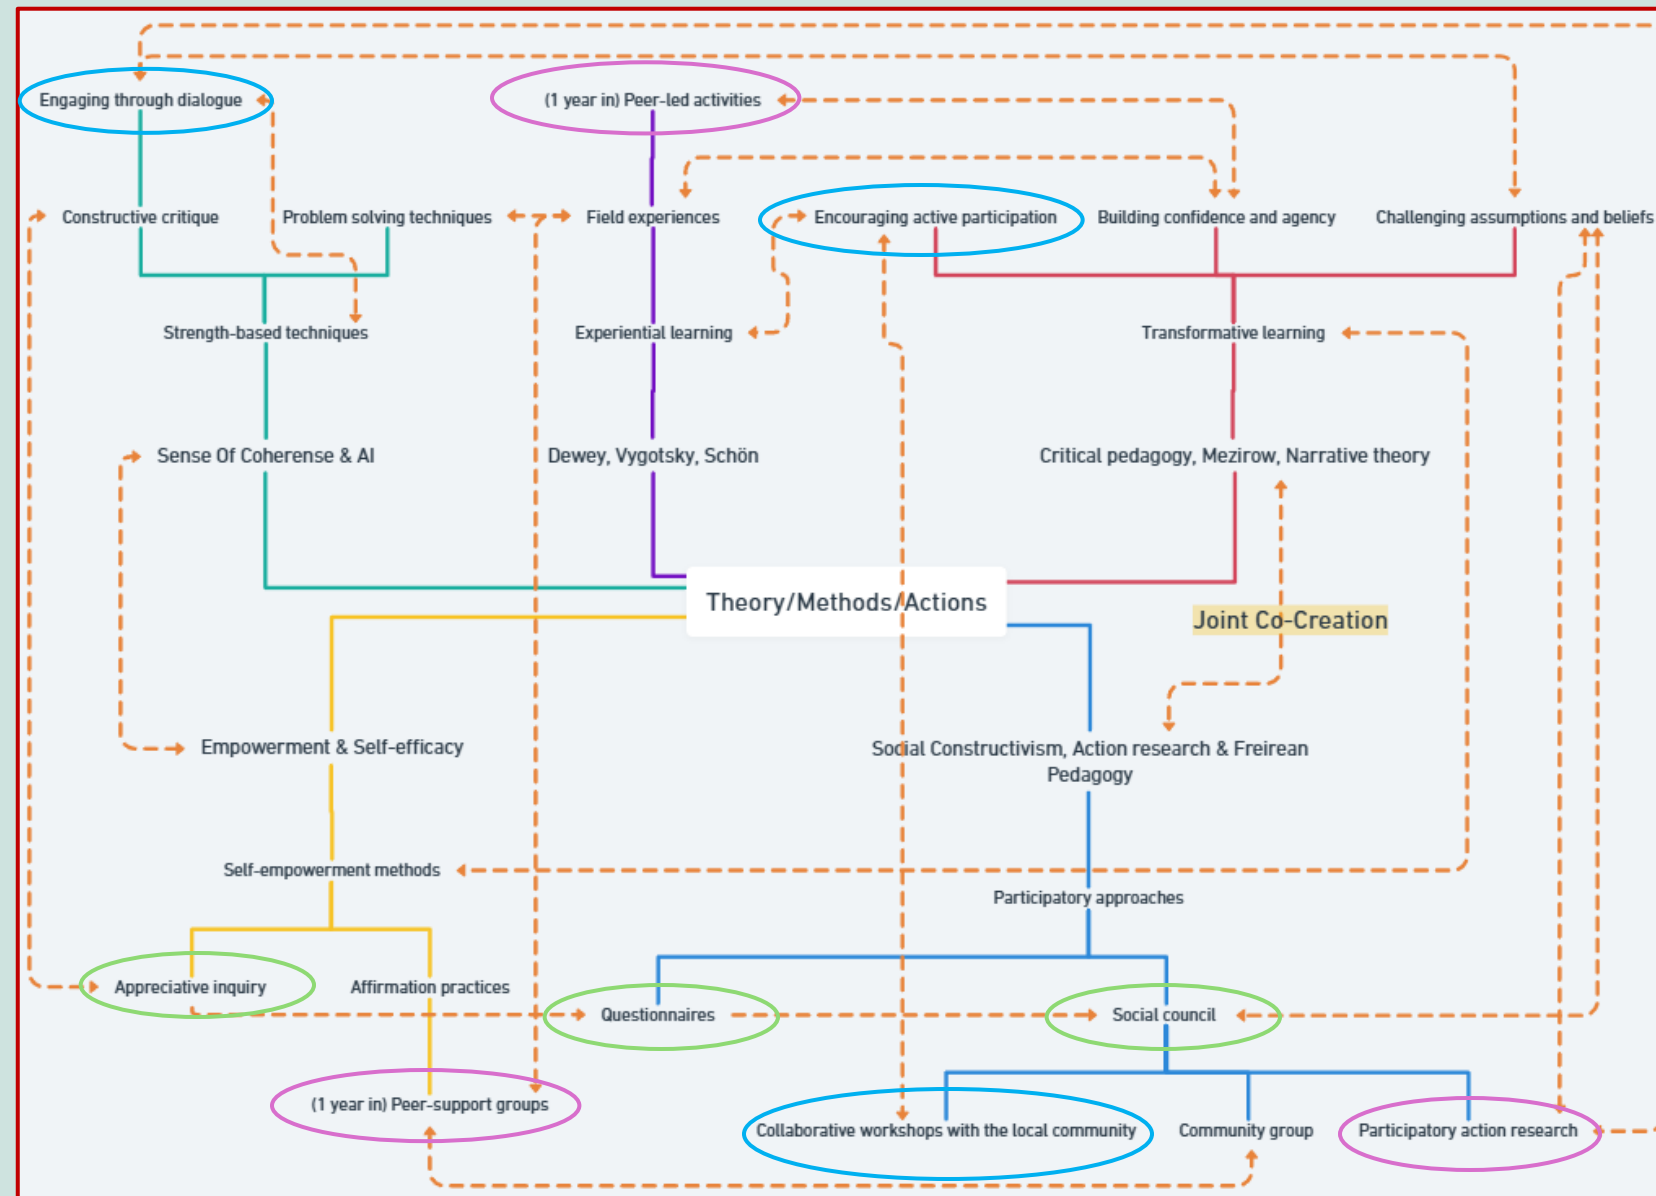 Engaging through dialogue
(1 year in) Peer-led activities
Constructive critique
Problem solving techniques
Field experiences
Encouraging active participation
Building confidence and agency
Challenging assumptions and beliefs
Strength-based techniques
Experiential learning
Transformative learning
Sense Of Coherense & AI
Dewey, Vygotsky, Schön
Critical pedagogy, Mezirow, Narrative theory
Theory/Methods/Actions
Joint Co-Creation
Empowerment & Self-efficacy
Social Constructivism, Action research & Freirean
Pedagogy
Self-empowerment methods
Participatory approaches
Appreciative inquiry
Affirmation practices
Questionnaires
Social council
(1 year in) Peer-support groups
Collaborative workshops with the local community
Community group
Participatory action research